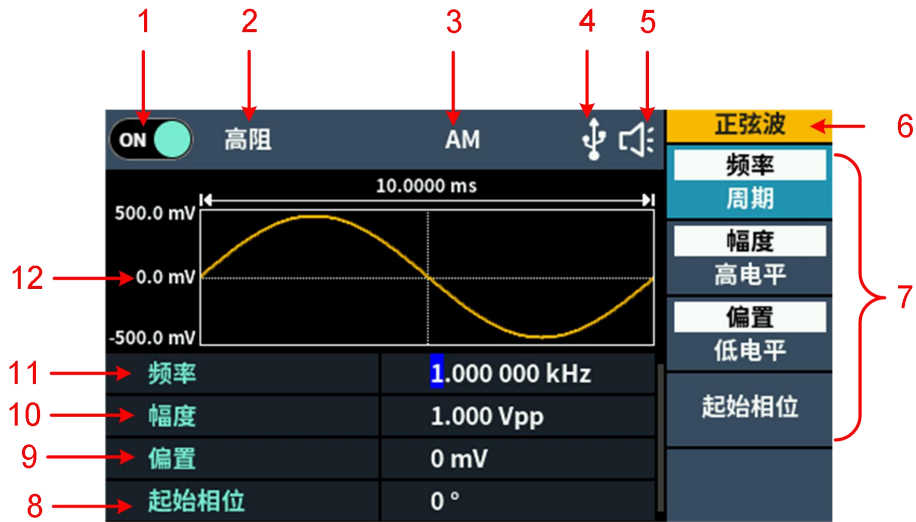 1 2 3 4 5
ON 高阻 AM 正弦波 6
10.0000 ms
500.0 mV
12 0.0 mV
-500.0 mV
频率
周期
幅度
高电平
7
偏置
低电平
起始相位
11 频率 1.000 000 kHz
10 幅度 1.000 Vpp
9 偏置 0 mV
8 起始相位 0 °